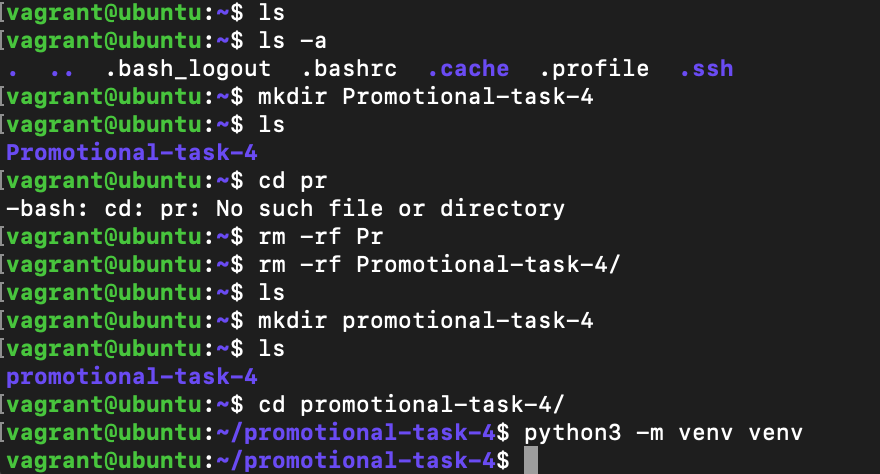 [vagrant@ubuntu:~$ ls
[vagrant@ubuntu:~$ ls -a
. .. .bash_logout .bashrc .cache .profile .ssh
[vagrant@ubuntu:~$ mkdir Promotional-task-4
[vagrant@ubuntu:~$ ls
Promotional-task-4
[vagrant@ubuntu:~$ cd pr
-bash: cd: pr: No such file or directory
[vagrant@ubuntu:~$ rm -rf Pr
[vagrant@ubuntu:~$ rm -rf Promotional-task-4/
[vagrant@ubuntu:~$ ls
[vagrant@ubuntu:~$ mkdir promotional-task-4
[vagrant@ubuntu:~$ ls
promotional-task-4
[vagrant@ubuntu:~$ cd promotional-task-4/
[vagrant@ubuntu:~/promotional-task-4$ python3 -m venv venv
vagrant@ubuntu:~/promotional-task-4$